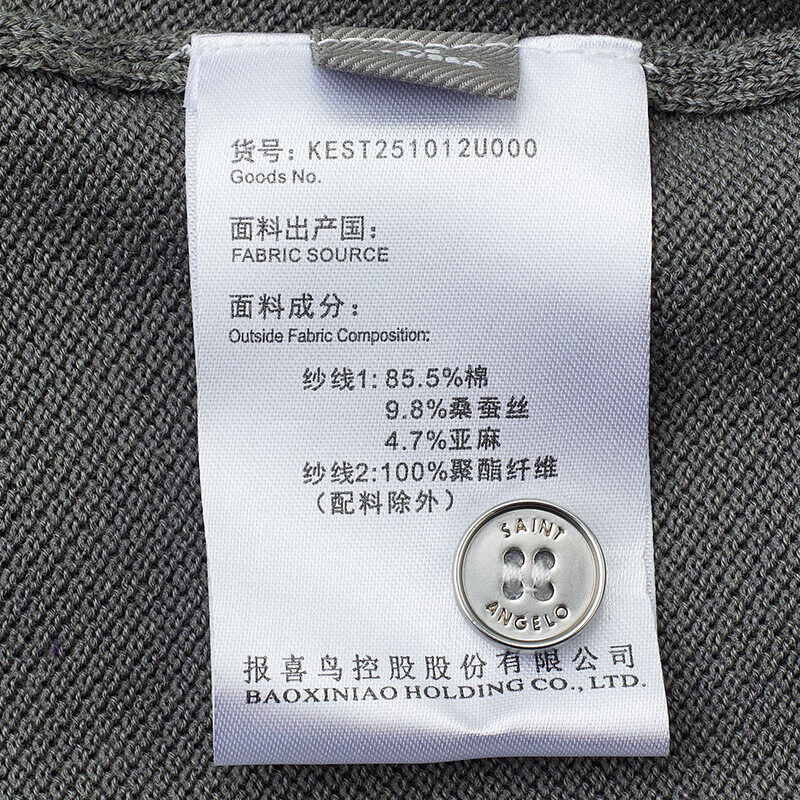 货号：KEST251012U000
Goods No.
面料出产国：
FABRIC SOURCE
面料成分：
Outside Fabric Composition:
纱线1: 85.5%棉
9.8%桑蚕丝
4.7%亚麻
纱线2:100%聚酯纤维
（配料除外）
SAINT
ANGELO
报喜鸟控股股份有限公司
BAOXINIAO HOLDING CO., LTD.